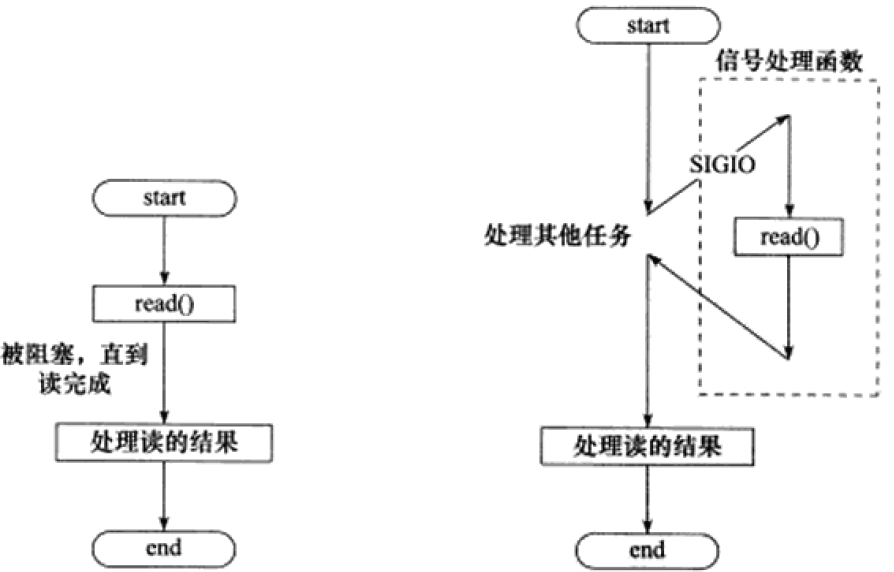 start
read()
被阻塞，直到
读完成
处理读的结果
end
start
信号处理函数
SIGIO
处理其他任务
read()
处理读的结果
end